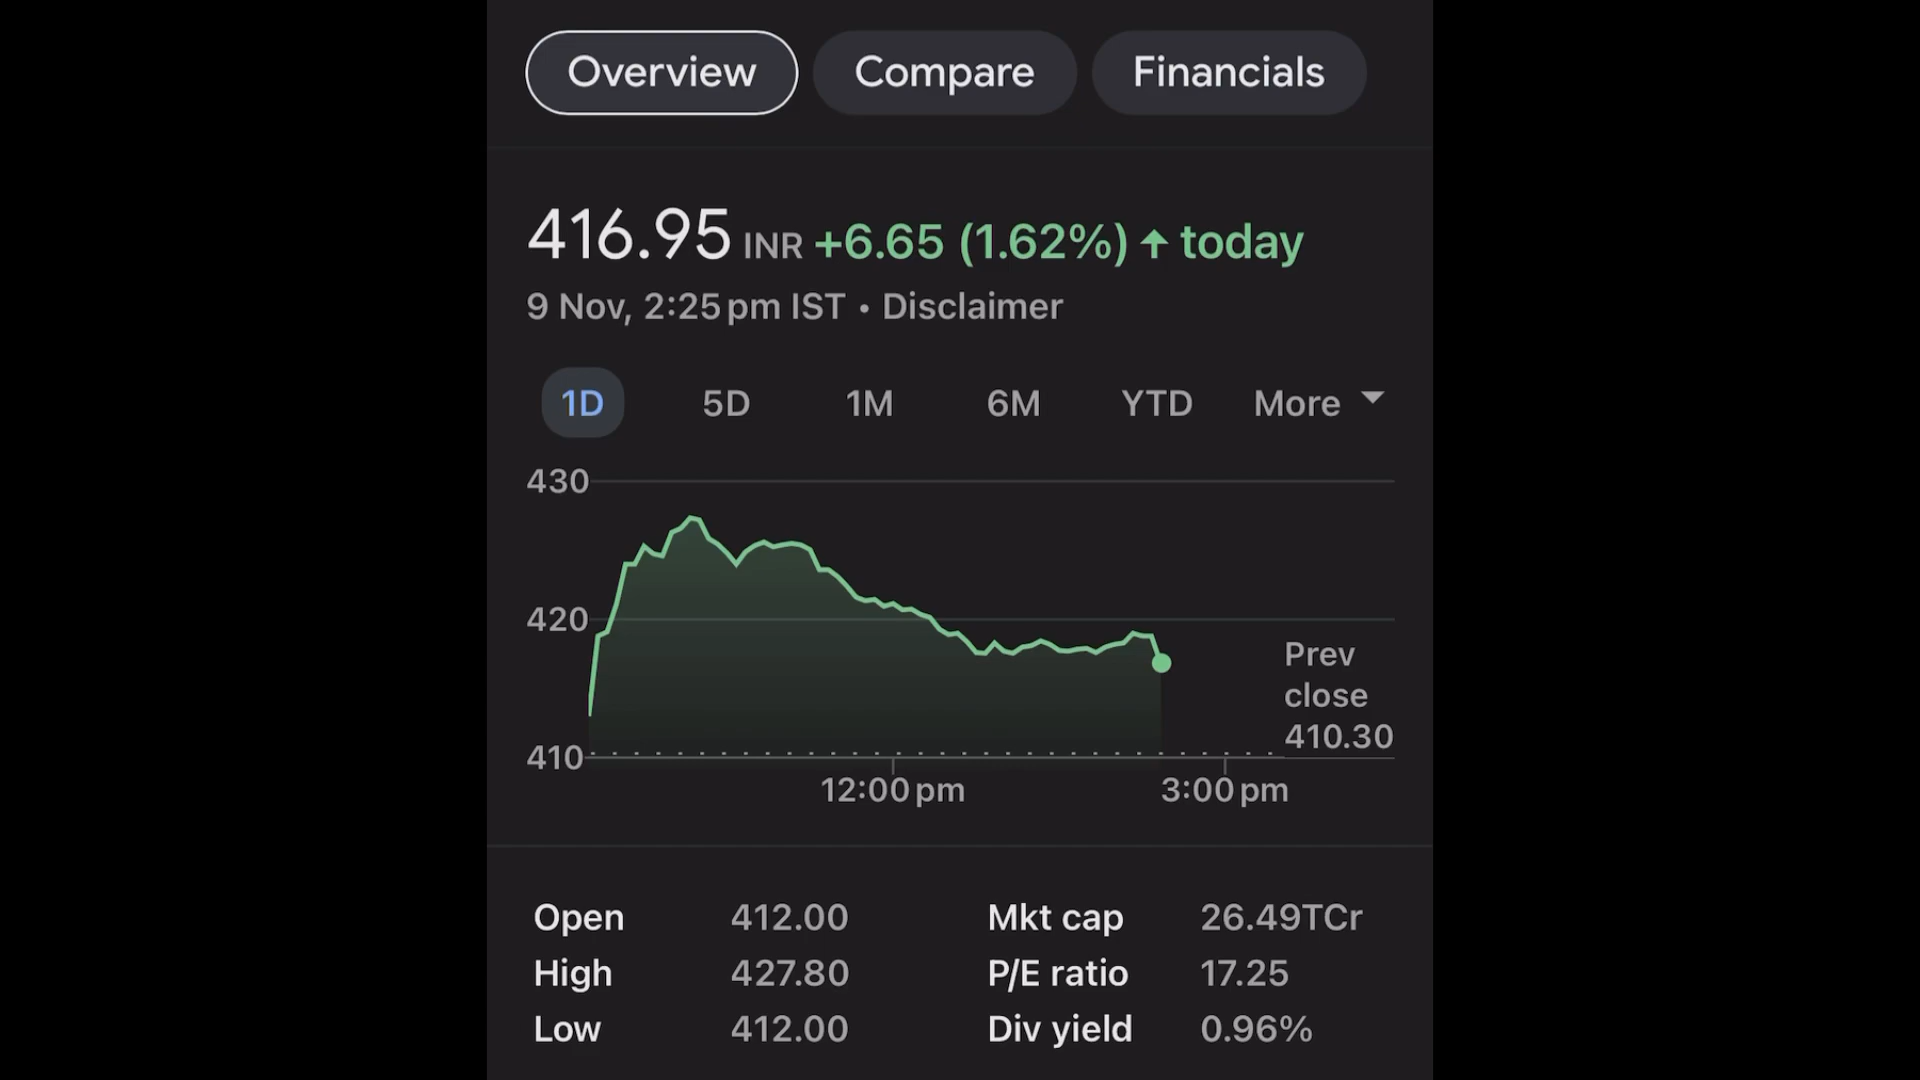 Overview Compare Financials
416.95 INR +6.65 (1.62%) ↑ today
9 Nov, 2:25 pm IST • Disclaimer
1D 5D 1M 6M YTD More
430
420
410
Prev
close
410.30
12:00 pm 3:00 pm
Open 412.00 Mkt cap 26.49TCr
High 427.80 P/E ratio 17.25
Low 412.00 Div yield 0.96%